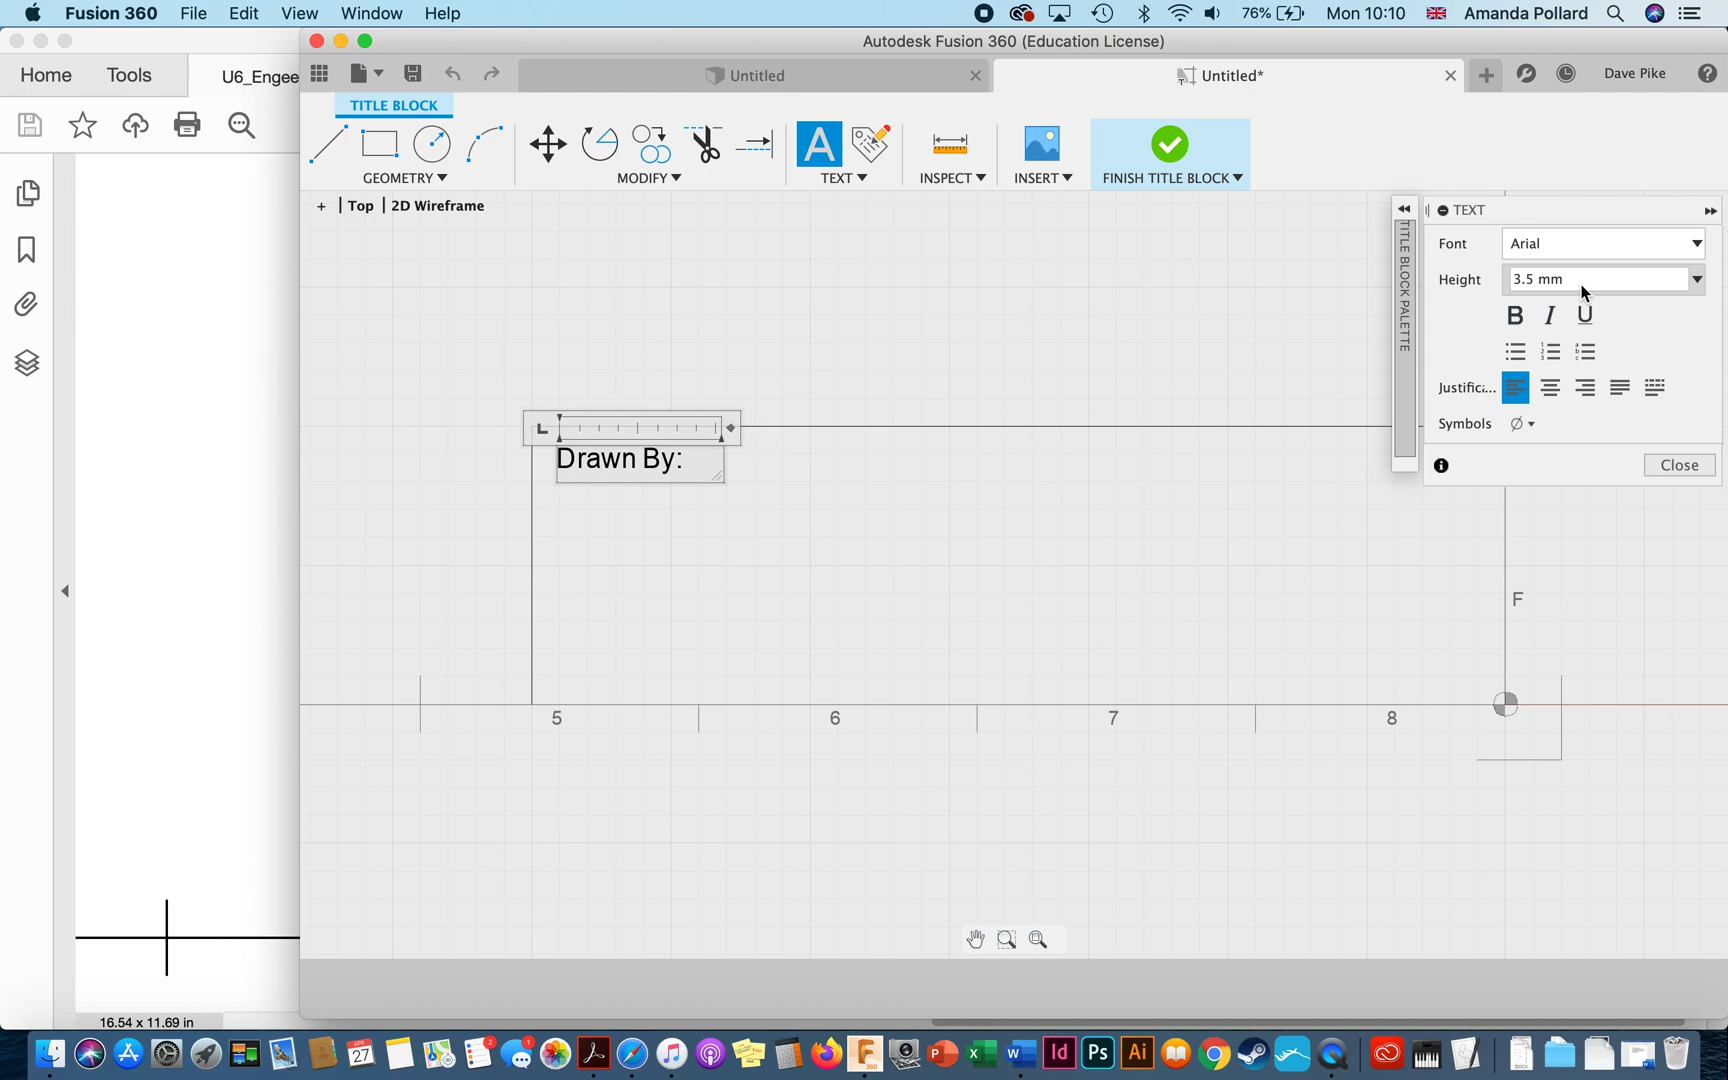 Fusion 360 File Edit View Window Help 76% Mon 10:10 Amanda Pollard
Autodesk Fusion 360 (Education License)
Home Tools U6_Engee
Untitled Untitled* Dave Pike
TITLE BLOCK
GEOMETRY MODIFY TEXT INSPECT INSERT FINISH TITLE BLOCK
Top 2D Wireframe
TITLE BLOCK PALETTE
TEXT
Font Arial
Height 3.5 mm
B I U
Justific...
Symbols
Close
Drawn By:
F
5 6 7 8
16.54 x 11.69 in